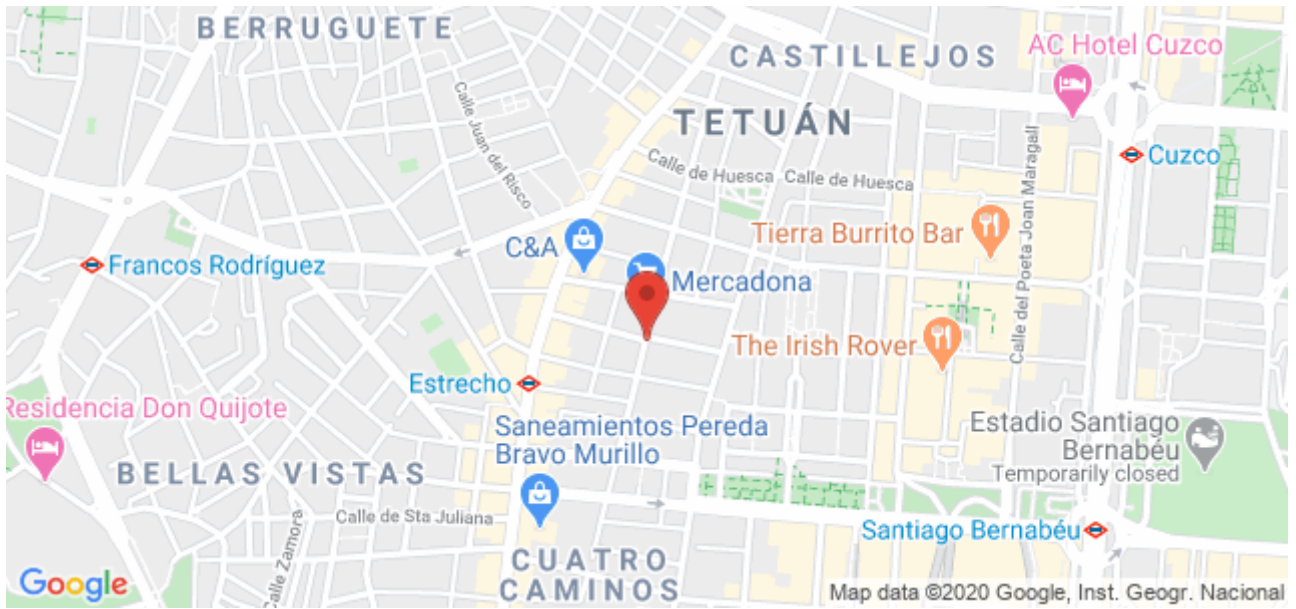 BERRUGUETE
CASTILLEJOS
AC Hotel Cuzco
TETUÁN
Calle Juan del Risco
Calle de Huesca
Calle de Huesca
Calle del Poeta Joan Maragall
Cuzco
Tierra Burrito Bar
C&A
Francos Rodríguez
Mercadona
The Irish Rover
Estrecho
Residencia Don Quijote
Saneamientos Pereda
Bravo Murillo
Estadio Santiago
Bernabéu
Temporarily closed
BELLAS VISTAS
Calle de Sta Juliana
Calle Zamora
Santiago Bernabéu
CUATRO
CAMINOS
Google
Map data ©2020 Google, Inst. Geogr. Nacional